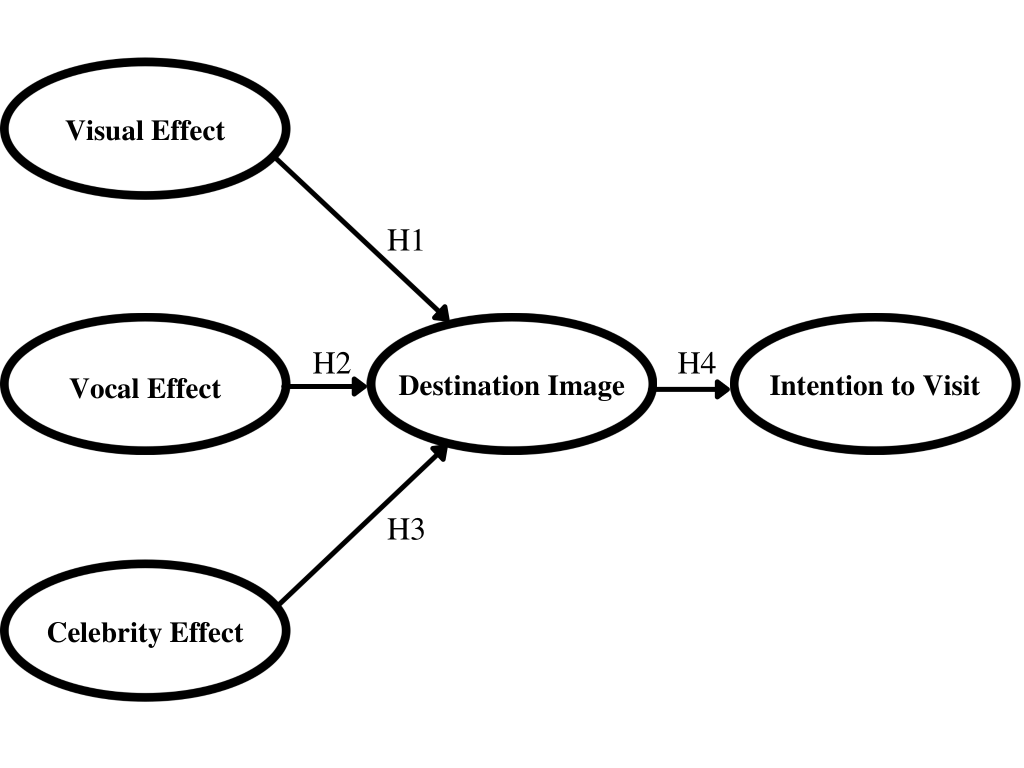 Visual Effect
H1
Vocal Effect
H2
Destination Image
H4
Intention to Visit
H3
Celebrity Effect